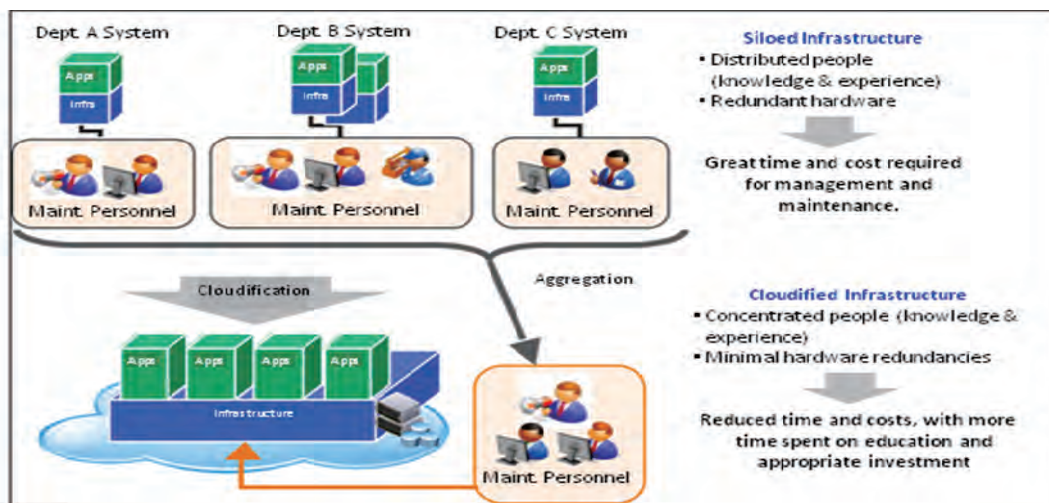 Dept. A System
Dept. B System
Dept. C System
Apps
Infra
Apps
Infra
Apps
Infra
Maint. Personnel
Maint. Personnel
Maint. Personnel
Siloed Infrastructure
▪ Distributed people
(knowledge & experience)
▪ Redundant hardware
Great time and cost required
for management and
maintenance.
Cloudification
Aggregation
Apps
Apps
Apps
Apps
Infrastructure
Maint. Personnel
Cloudified Infrastructure
▪ Concentrated people (knowledge &
experience)
▪ Minimal hardware redundancies
Reduced time and costs, with more
time spent on education and
appropriate investment